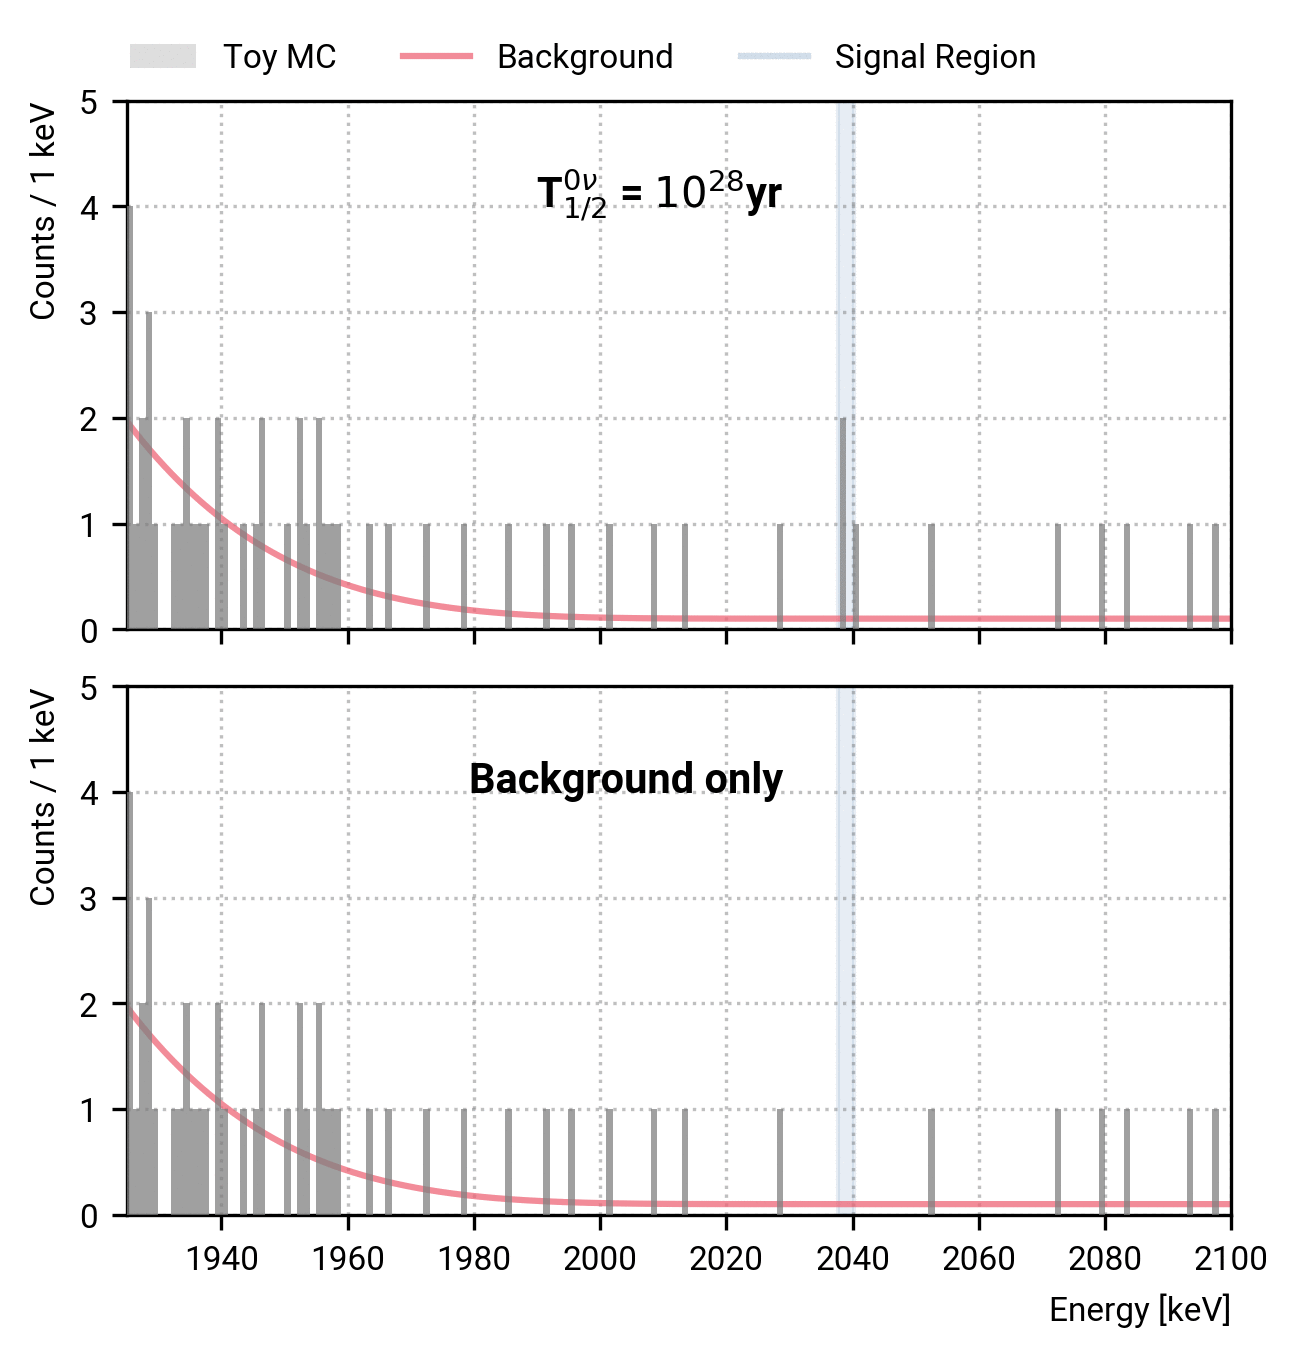 Toy MC Background Signal Region
5
4
3
2
1
0
Counts / 1 keV
T^{0ν}_{1/2} = 10^{28}yr
5
4
3
2
1
0
Counts / 1 keV
Background only
1940 1960 1980 2000 2020 2040 2060 2080 2100
Energy [keV]